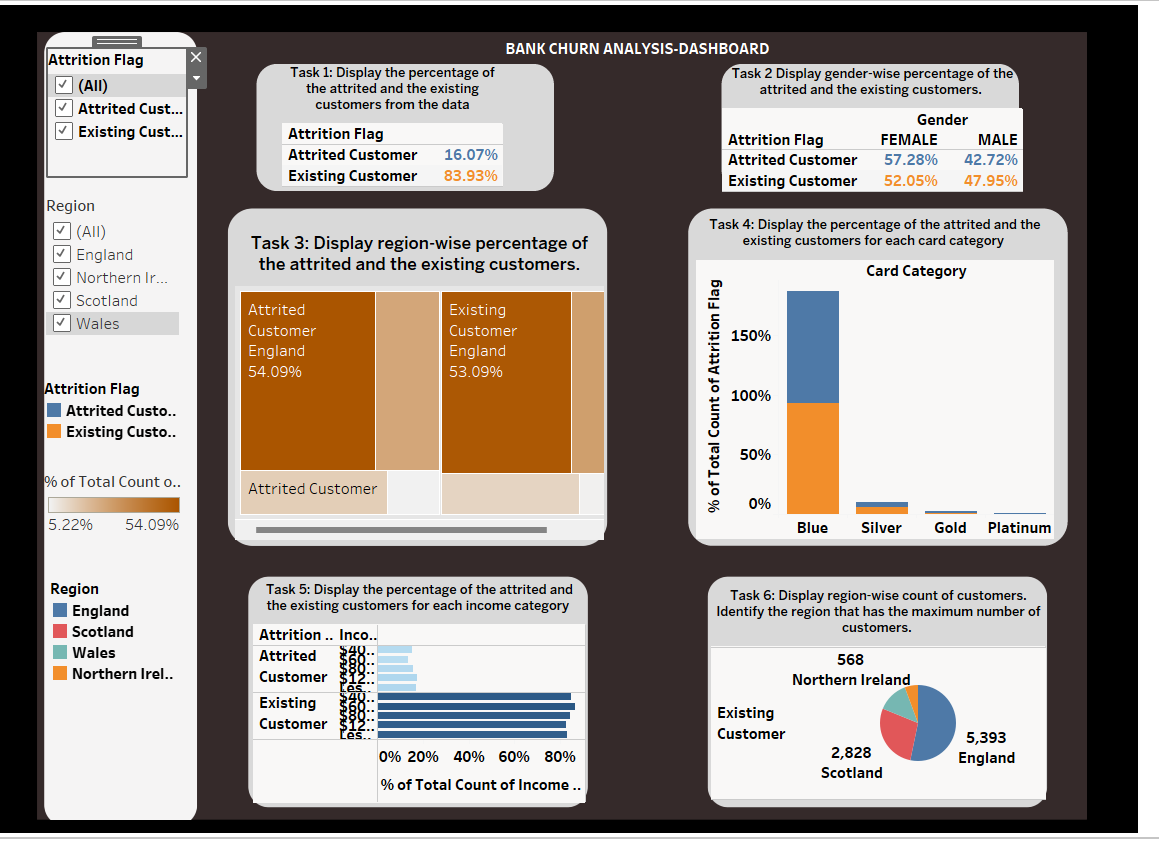 BANK CHURN ANALYSIS-DASHBOARD
Attrition Flag
(All)
Attrited Cust...
Existing Cust...
Region
(All)
England
Northern Ir...
Scotland
Wales
Attrition Flag
Attrited Custo..
Existing Custo..
% of Total Count o..
5.22% 54.09%
Region
England
Scotland
Wales
Northern Irel..
Task 1: Display the percentage of
the attrited and the existing
customers from the data
Attrition Flag
Attrited Customer 16.07%
Existing Customer 83.93%
Task 2 Display gender-wise percentage of the
attrited and the existing customers.
Gender
Attrition Flag FEMALE MALE
Attrited Customer 57.28% 42.72%
Existing Customer 52.05% 47.95%
Task 3: Display region-wise percentage of
the attrited and the existing customers.
Attrited
Customer
England
54.09%
Existing
Customer
England
53.09%
Attrited Customer
Task 4: Display the percentage of the attrited and the
existing customers for each card category
Card Category
% of Total Count of Attrition Flag
150%
100%
50%
0%
Blue Silver Gold Platinum
Task 5: Display the percentage of the attrited and
the existing customers for each income category
Attrition .. Inco..
Attrited
Customer
$40..
$60..
$80..
$12..
Les..
Existing
Customer
$40..
$60..
$80..
$12..
Les..
0% 20% 40% 60% 80%
% of Total Count of Income ..
Task 6: Display region-wise count of customers.
Identify the region that has the maximum number of
customers.
568
Northern Ireland
Existing
Customer
5,393
England
2,828
Scotland